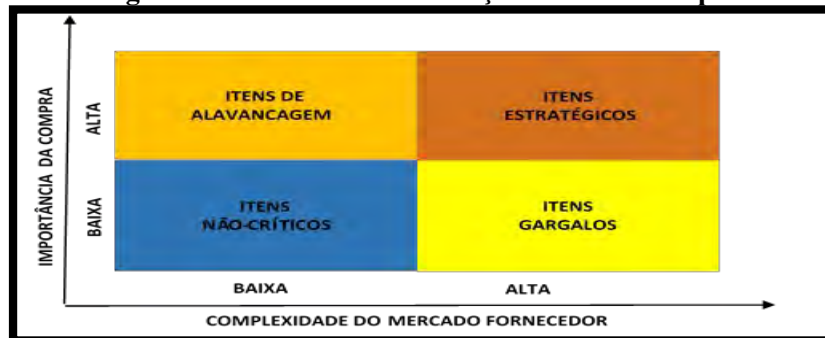 IMPORTÂNCIA DA COMPRA
ALTA
BAIXA
ITENS DE
ALAVANCAGEM
ITENS
ESTRATÉGICOS
ITENS
NÃO-CRÍTICOS
ITENS
GARGALOS
BAIXA
ALTA
COMPLEXIDADE DO MERCADO FORNECEDOR